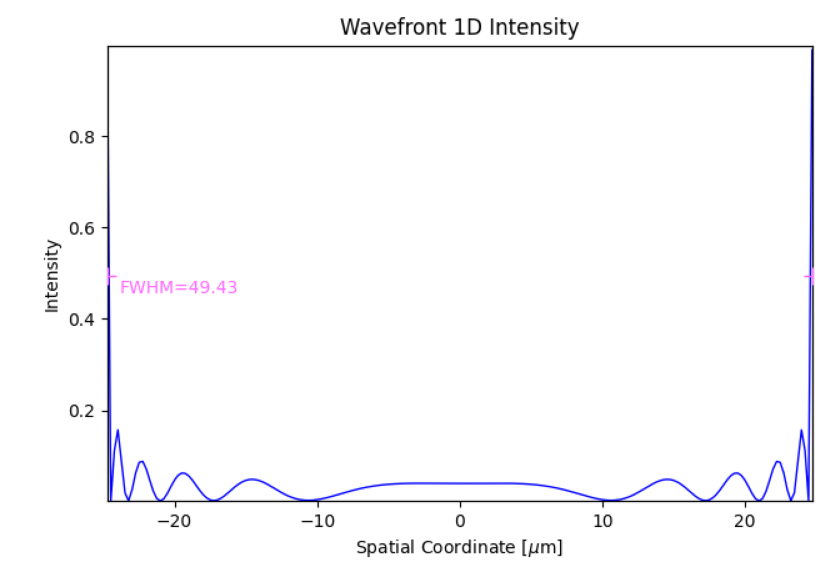 Wavefront 1D Intensity
0.8
0.6
0.4
0.2
Intensity
FWHM=49.43
−20
−10
0
10
20
Spatial Coordinate [μm]